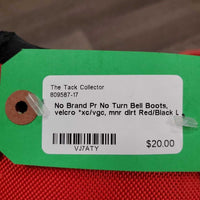 The Tack Collector
809587-17
No Brand Pr No Turn Bell Boots,
velcro *xc/vgc, mnr dirt Red/Black L
VJ7ATY
$20.00